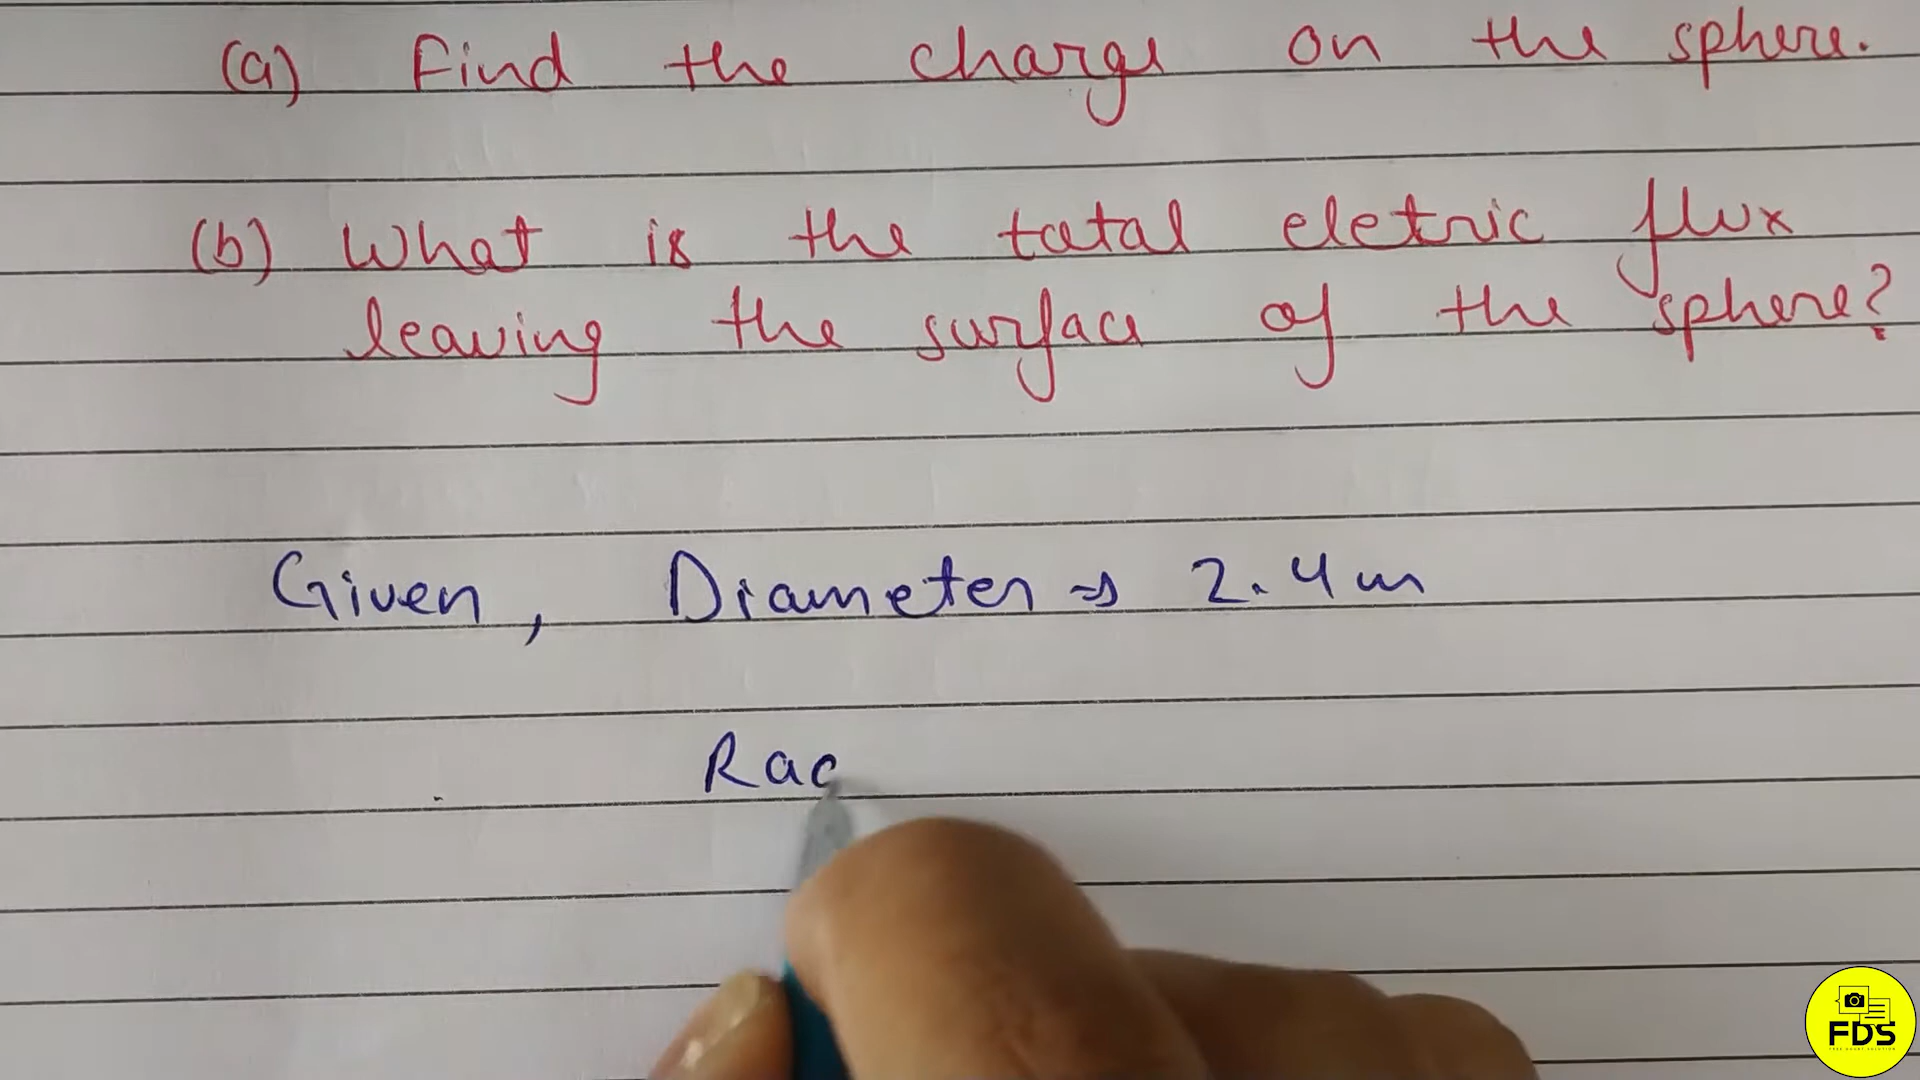 (a) Find the charge on the sphere.
(b) What is the total eletric flux
leaving the surface of the sphere?
Given, Diameter ⇒ 2.4m
Rad
FDS